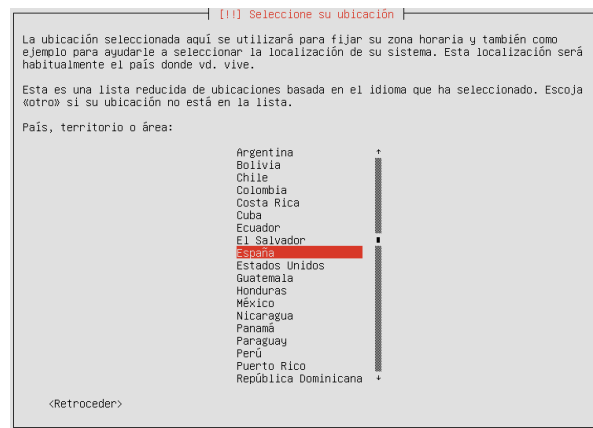 [!!] Seleccione su ubicación
La ubicación seleccionada aquí se utilizará para fijar su zona horaria y también como
ejemplo para ayudarle a seleccionar la localización de su sistema. Esta localización será
habitualmente el país donde vd. vive.
Esta es una lista reducida de ubicaciones basada en el idioma que ha seleccionado. Escoja
«otro» si su ubicación no está en la lista.
País, territorio o área:
Argentina
Bolivia
Chile
Colombia
Costa Rica
Cuba
Ecuador
El Salvador
España
Estados Unidos
Guatemala
Honduras
México
Nicaragua
Panamá
Paraguay
Perú
Puerto Rico
República Dominicana
<Retroceder>